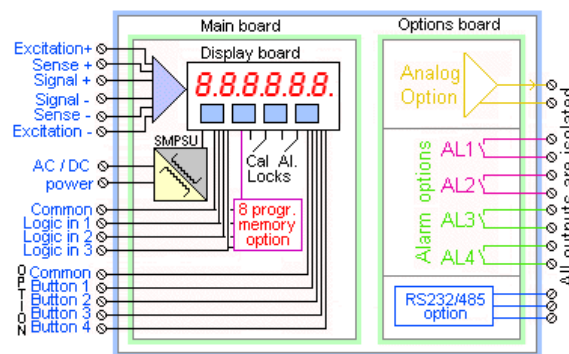 Main board
Options board
Display board
Excitation+
Sense +
Signal +
Signal -
Sense -
Excitation -
8.8.8.8.8.8.
SMPSU
Cal Al.
Locks
AC / DC
power
Common
Logic in 1
Logic in 2
Logic in 3
8 progr.
memory
option
OPTION
Common
Button 1
Button 2
Button 3
Button 4
Analog
Option
Alarm options
AL1
AL2
AL3
AL4
RS232/485
option
All outputs are isolated